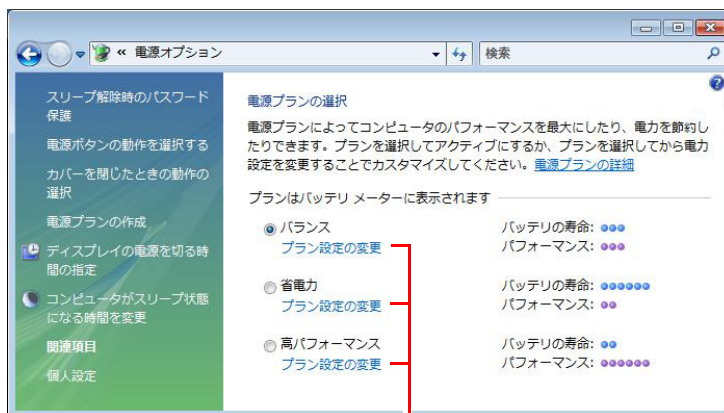 « 電源オプション
検索
スリープ解除時のパスワード
保護
電源ボタンの動作を選択する
カバーを閉じたときの動作の
選択
電源プランの作成
ディスプレイの電源を切る時
間の指定
コンピュータがスリープ状態
になる時間を変更
関連項目
個人設定
電源プランの選択
電源プランによってコンピュータのパフォーマンスを最大にしたり、電力を節約し
たりできます。プランを選択してアクティブにするか、プランを選択してから電力
設定を変更することでカスタマイズしてください。電源プランの詳細
プランはバッテリ メーターに表示されます
バランス バッテリの寿命:
プラン設定の変更 パフォーマンス:
省電力 バッテリの寿命:
プラン設定の変更 パフォーマンス:
高パフォーマンス バッテリの寿命:
プラン設定の変更 パフォーマンス: